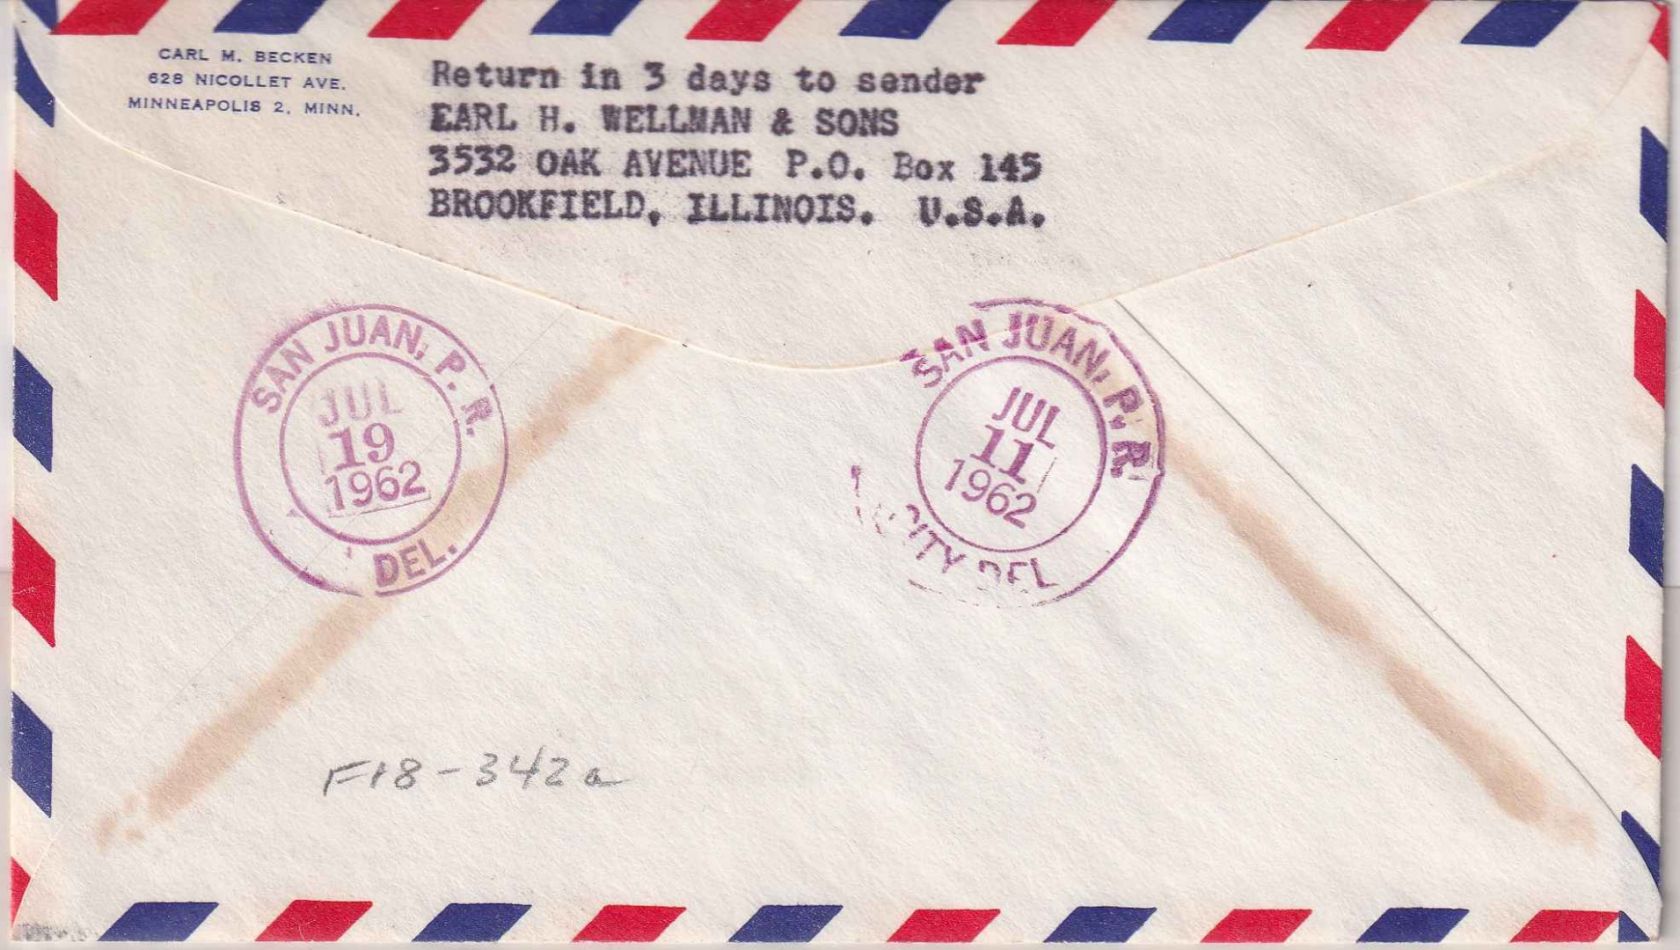 CARL M. BECKEN
628 NICOLLET AVE.
MINNEAPOLIS 2, MINN.
Return in 3 days to sender
EARL H. WELLMAN & SONS
3532 OAK AVENUE P.O. Box 145
BROOKFIELD, ILLINOIS. U.S.A.
SAN JUAN, P. R.
JUL
19
1962
DEL.
SAN JUAN, P. R.
JUL
11
1962
CITY DEL
F18-342a